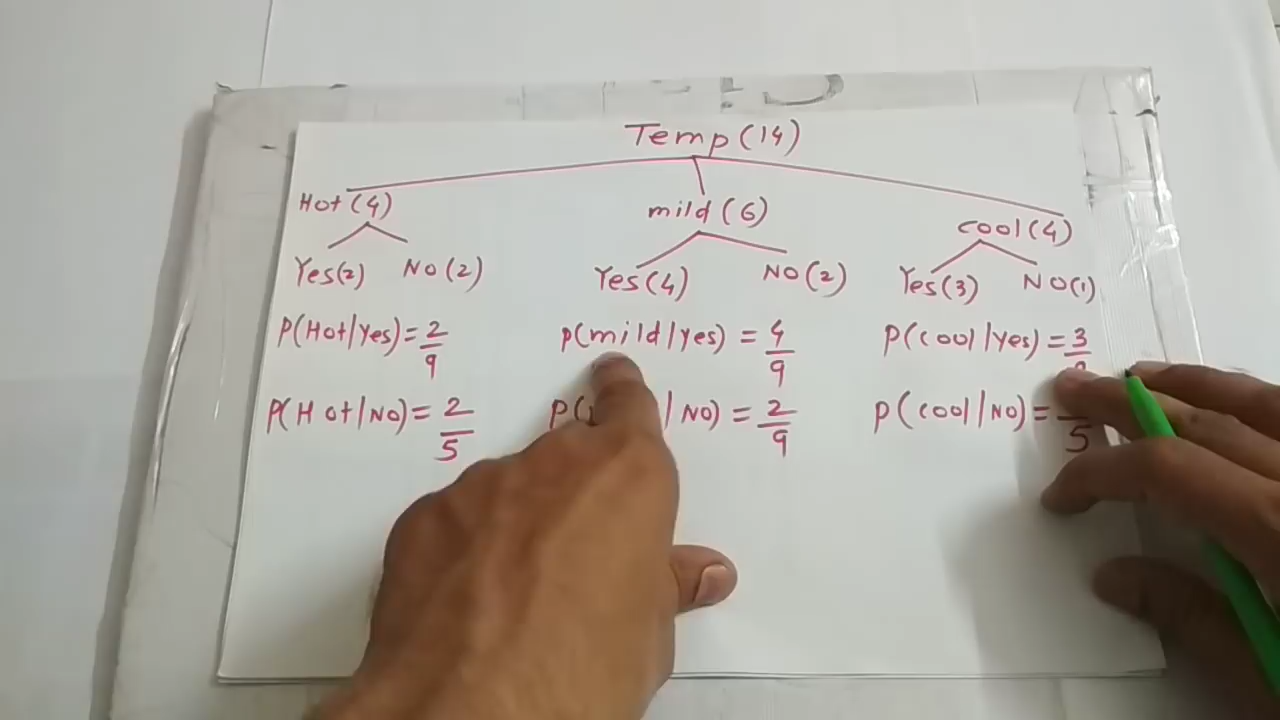 Temp(14)
Hot(4) mild(6) cool(4)
Yes(2) NO(2) Yes(4) NO(2) Yes(3) NO(1)
P(Hot/Yes)=2/9 P(mild/Yes) = 4/9 P(cool/Yes)=3/
P(Hot/NO)=2/5 P( /NO) = 2/9 P(cool/NO)= /5